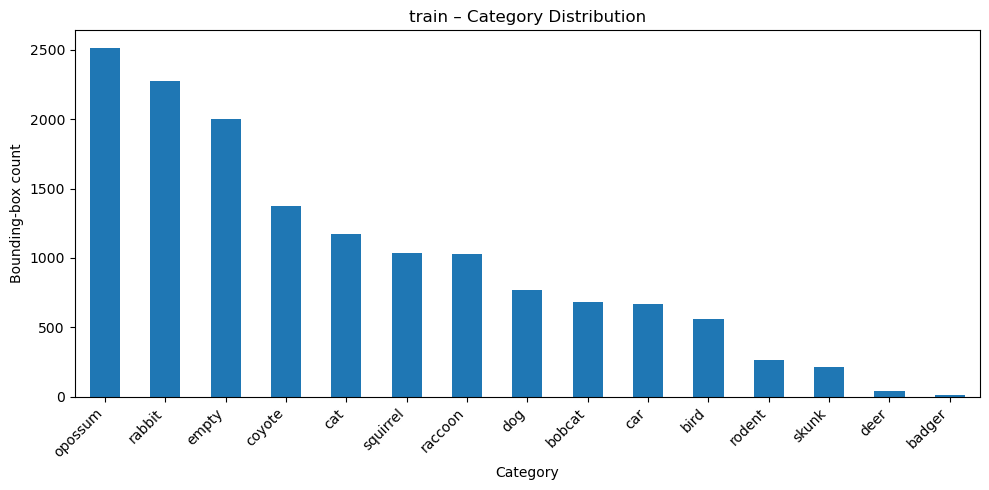 train – Category Distribution
Bounding-box count
2500
2000
1500
1000
500
0
opossum
rabbit
empty
coyote
cat
squirrel
raccoon
dog
bobcat
car
bird
rodent
skunk
deer
badger
Category